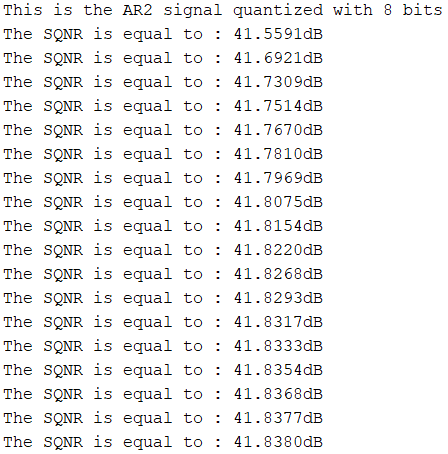 This is the AR2 signal quantized with 8 bits
The SQNR is equal to : 41.5591dB
The SQNR is equal to : 41.6921dB
The SQNR is equal to : 41.7309dB
The SQNR is equal to : 41.7514dB
The SQNR is equal to : 41.7670dB
The SQNR is equal to : 41.7810dB
The SQNR is equal to : 41.7969dB
The SQNR is equal to : 41.8075dB
The SQNR is equal to : 41.8154dB
The SQNR is equal to : 41.8220dB
The SQNR is equal to : 41.8268dB
The SQNR is equal to : 41.8293dB
The SQNR is equal to : 41.8317dB
The SQNR is equal to : 41.8333dB
The SQNR is equal to : 41.8354dB
The SQNR is equal to : 41.8368dB
The SQNR is equal to : 41.8377dB
The SQNR is equal to : 41.8380dB